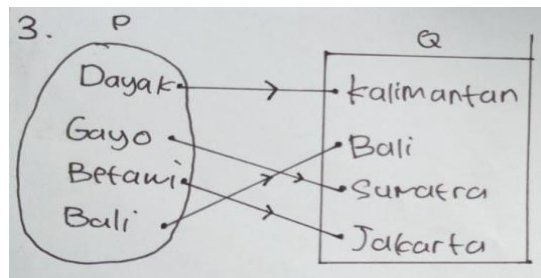 3. P
Q
Dayak
Gayo
Betawi
Bali
Kalimantan
Bali
Sumatra
Jakarta